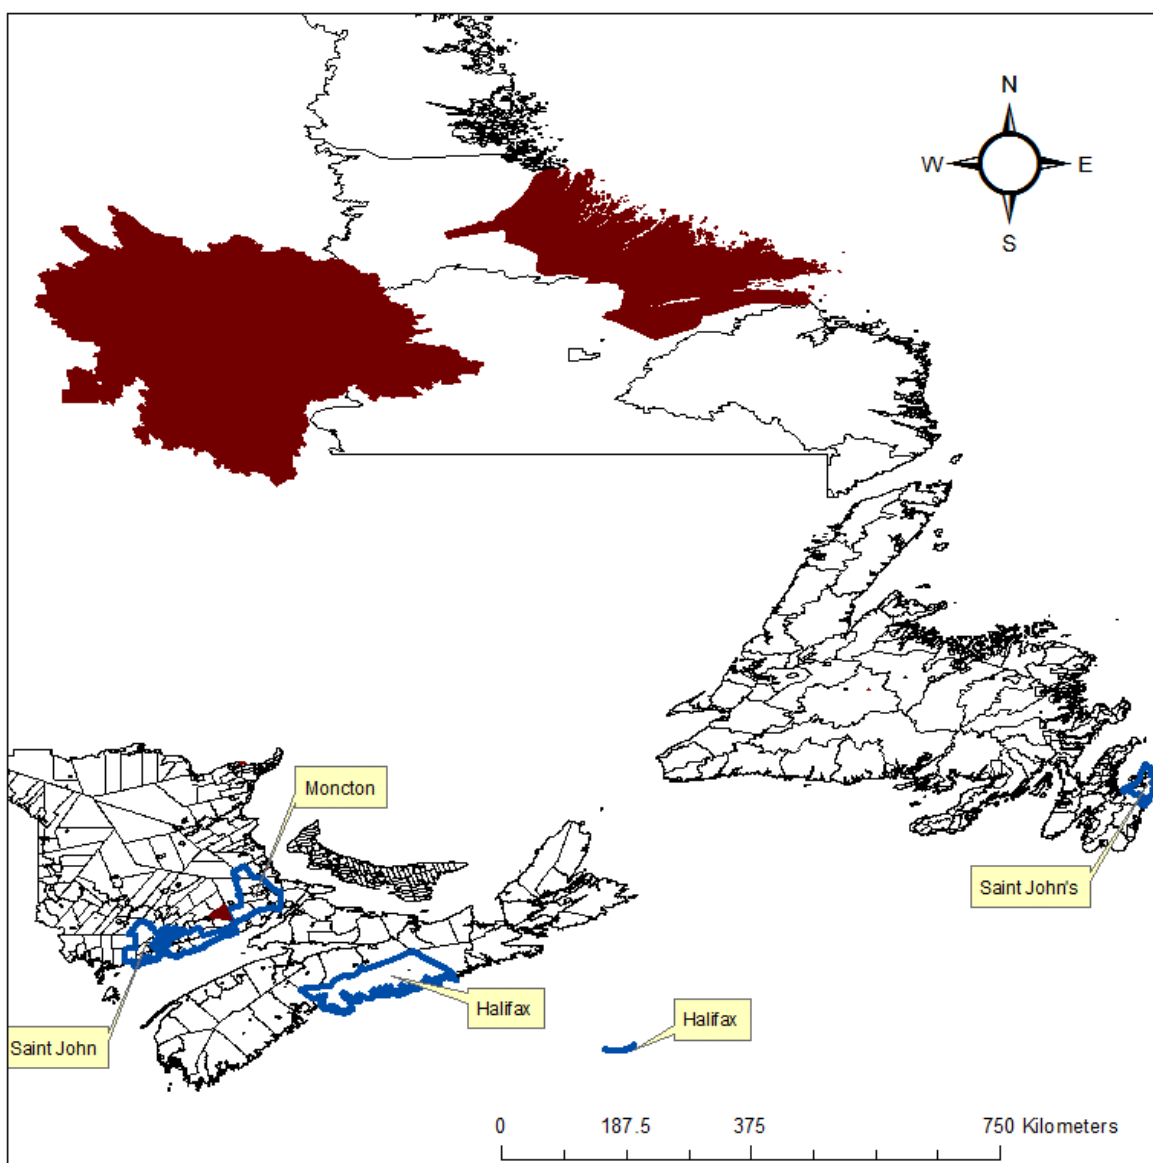 N
W E
S
Moncton
Saint John's
Halifax
Halifax
Saint John
0 187.5 375 750 Kilometers